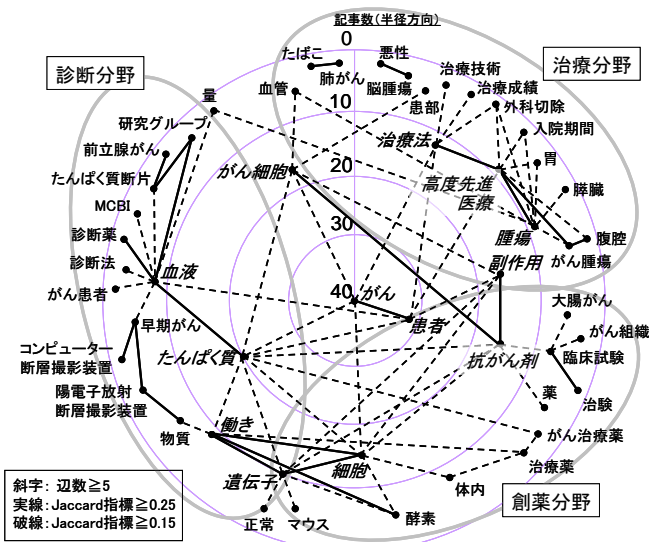 記事数(半径方向)
0
10
20
30
40
診断分野
治療分野
創薬分野
たばこ
肺がん
悪性
脳腫瘍
血管
患部
治療技術
治療成績
外科切除
入院期間
治療法
胃
膵臓
高度先進
医療
腫瘍
腹腔
がん腫瘍
副作用
量
研究グループ
前立腺がん
たんぱく質断片
MCBI
診断薬
診断法
がん患者
血液
がん細胞
早期がん
コンピューター
断層撮影装置
陽電子放射
断層撮影装置
物質
たんぱく質
がん
患者
抗がん剤
大腸がん
がん組織
臨床試験
治験
薬
がん治療薬
治療薬
働き
遺伝子
細胞
体内
正常
マウス
酵素
斜字: 辺数≧5
実線:Jaccard指標≧0.25
破線:Jaccard指標≧0.15